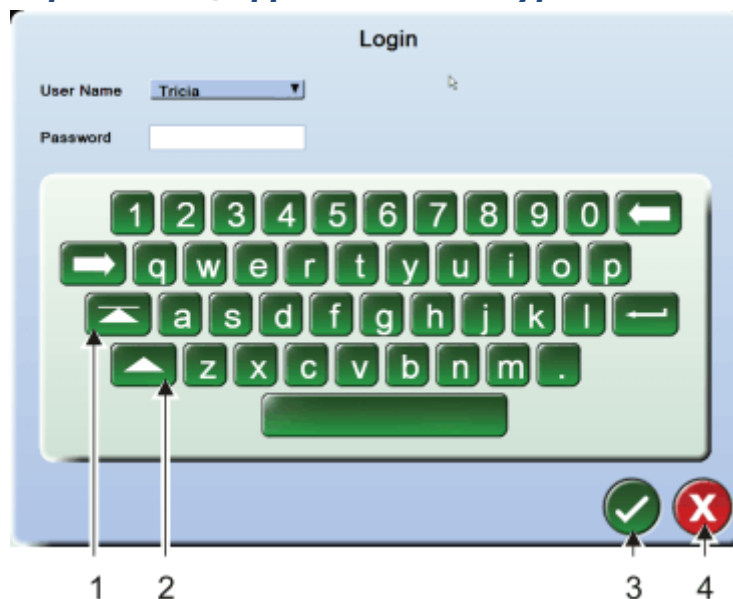 Login
User Name Tricia
Password
1 2 3 4 5 6 7 8 9 0
q w e r t y u i o p
a s d f g h j k l
z x c v b n m .
X
1 2 3 4